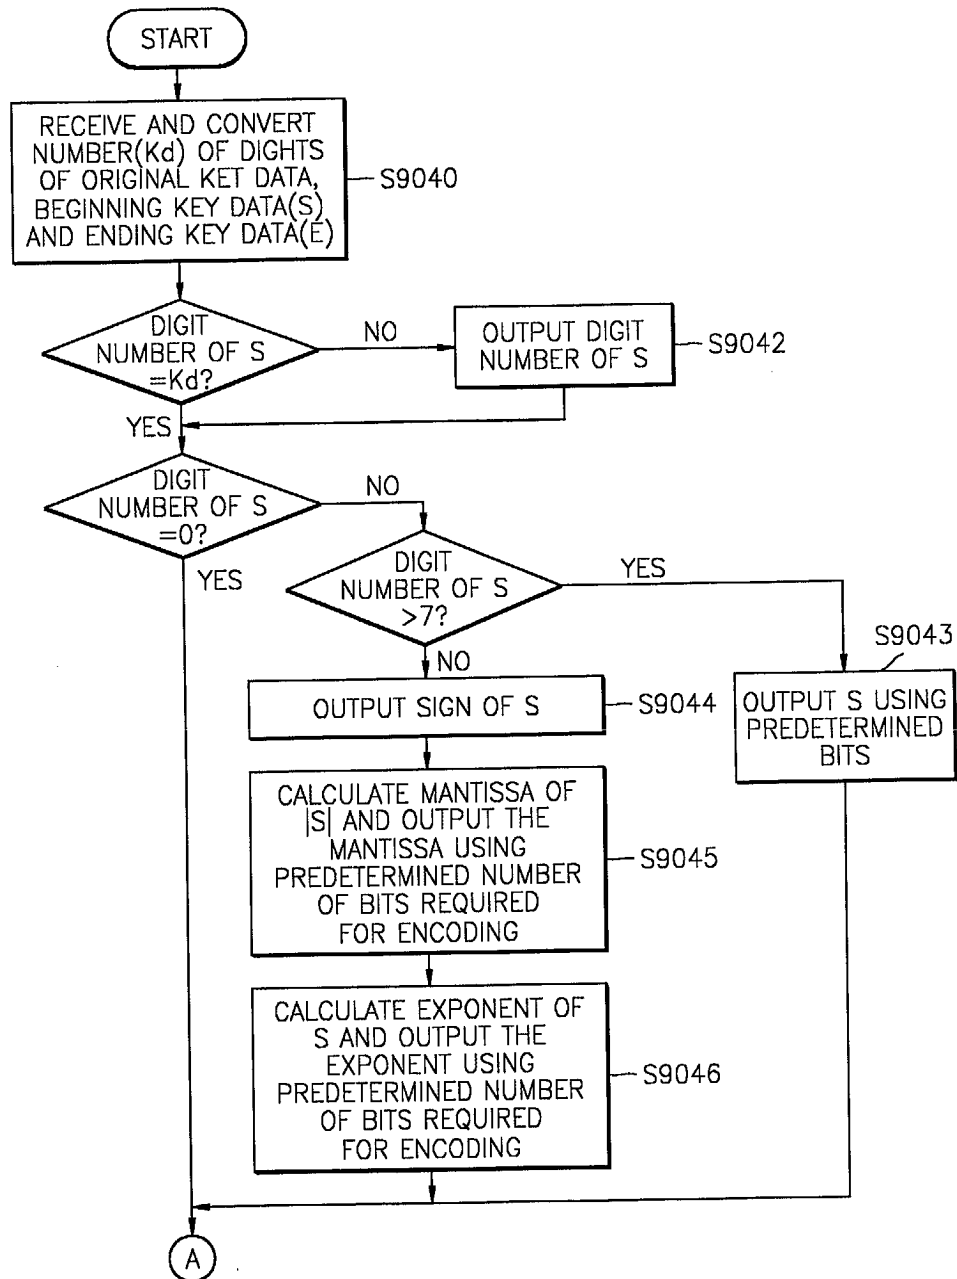 START
RECEIVE AND CONVERT
NUMBER(Kd) OF DIGHTS
OF ORIGINAL KET DATA,
BEGINNING KEY DATA(S)
AND ENDING KEY DATA(E)
S9040
DIGIT
NUMBER OF S
=Kd?
NO
OUTPUT DIGIT
NUMBER OF S
S9042
YES
DIGIT
NUMBER OF S
=0?
NO
YES
DIGIT
NUMBER OF S
>7?
YES
NO
S9043
OUTPUT S USING
PREDETERMINED
BITS
OUTPUT SIGN OF S
S9044
CALCULATE MANTISSA OF
|S| AND OUTPUT THE
MANTISSA USING
PREDETERMINED NUMBER
OF BITS REQUIRED
FOR ENCODING
S9045
CALCULATE EXPONENT OF
S AND OUTPUT THE
EXPONENT USING
PREDETERMINED NUMBER
OF BITS REQUIRED
FOR ENCODING
S9046
A